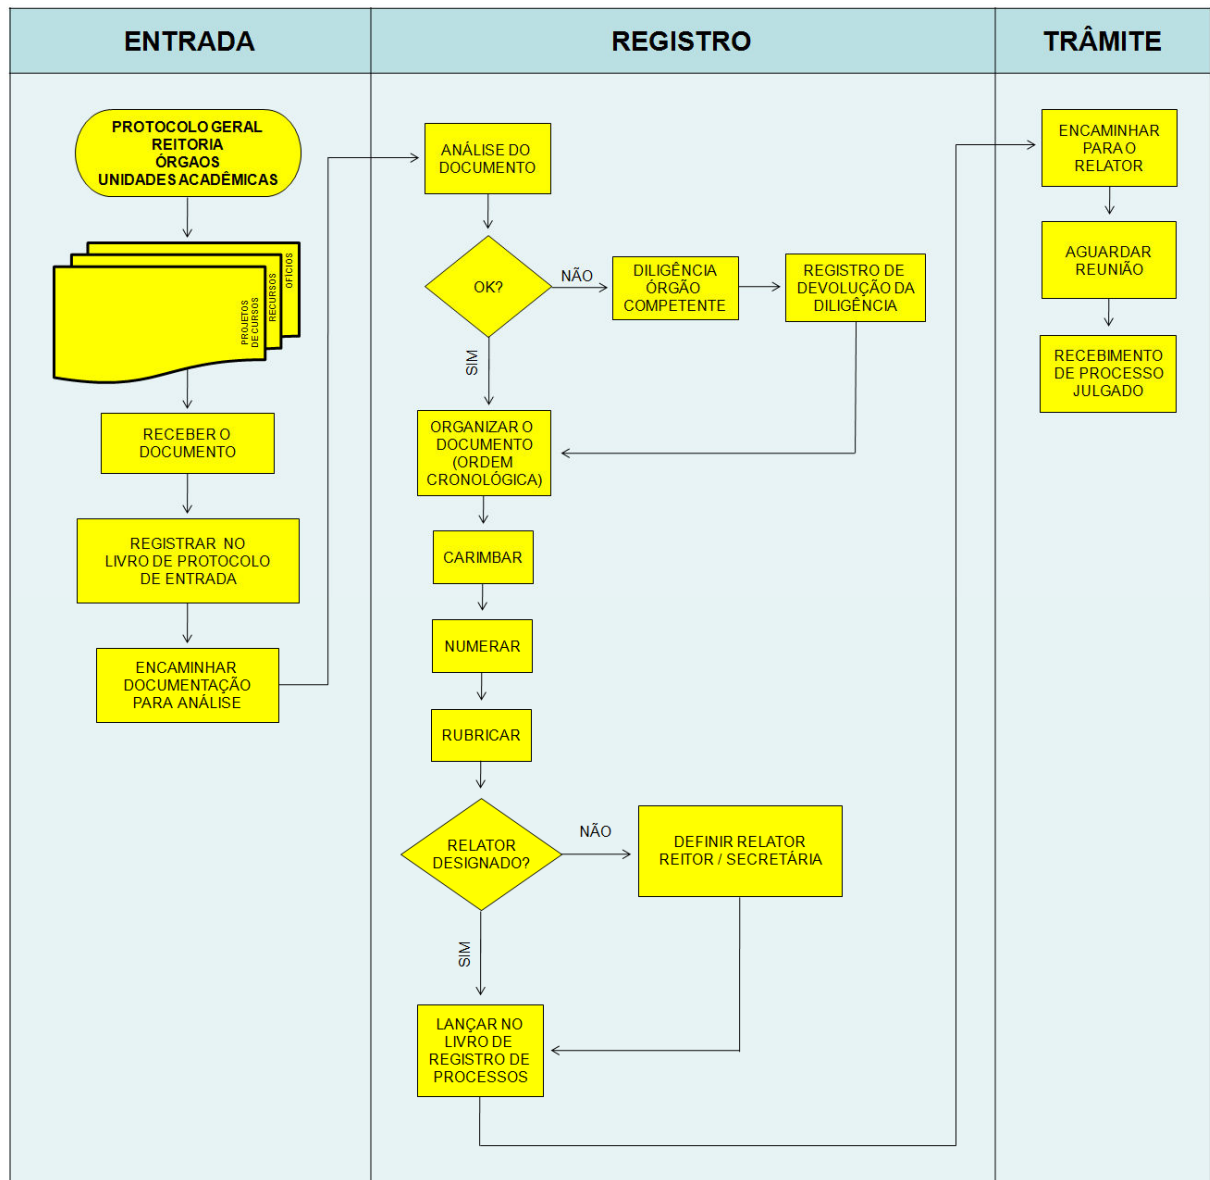 ENTRADA
REGISTRO
TRÂMITE
PROTOCOLO GERAL
REITORIA
ÓRGAOS
UNIDADES ACADÊMICAS
PROJETOS
DE CURSOS
RECURSOS
OFÍCIOS
RECEBER O
DOCUMENTO
REGISTRAR NO
LIVRO DE PROTOCOLO
DE ENTRADA
ENCAMINHAR
DOCUMENTAÇÃO
PARA ANÁLISE
ANÁLISE DO
DOCUMENTO
OK?
NÃO
DILIGÊNCIA
ÓRGÃO
COMPETENTE
REGISTRO DE
DEVOLUÇÃO DA
DILIGÊNCIA
SIM
ORGANIZAR O
DOCUMENTO
(ORDEM
CRONOLÓGICA)
CARIMBAR
NUMERAR
RUBRICAR
RELATOR
DESIGNADO?
NÃO
DEFINIR RELATOR
REITOR / SECRETÁRIA
SIM
LANÇAR NO
LIVRO DE
REGISTRO DE
PROCESSOS
ENCAMINHAR
PARA O
RELATOR
AGUARDAR
REUNIÃO
RECEBIMENTO
DE PROCESSO
JULGADO